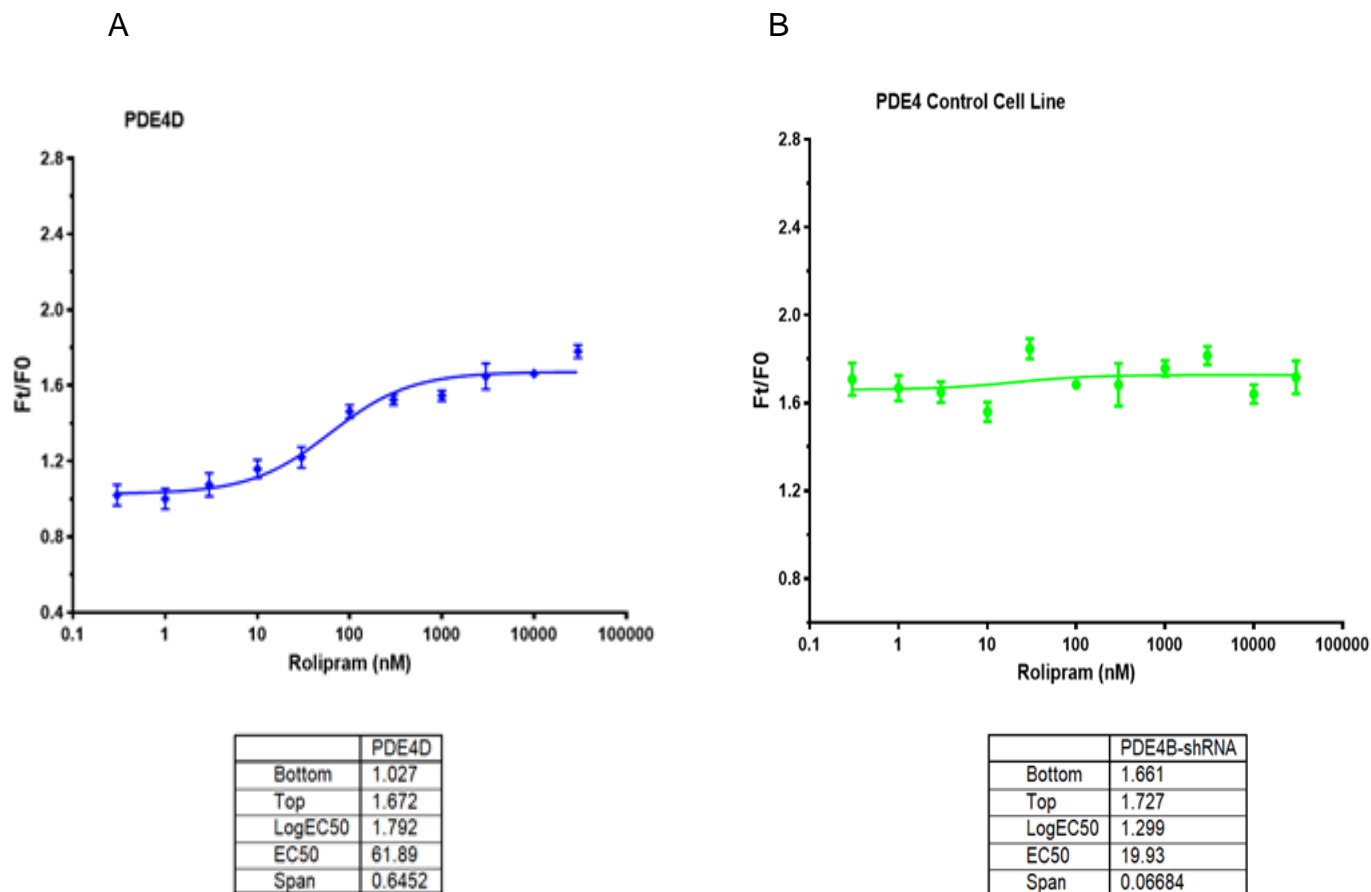 A
B
PDE4D
PDE4 Control Cell Line
2.8
2.4
2.0
1.6
1.2
0.8
0.4
Ft/F0
0.1 1 10 100 1000 10000 100000
Rolipram (nM)
2.8
2.4
2.0
1.6
1.2
0.8
Ft/F0
0.1 1 10 100 1000 10000 100000
Rolipram (nM)
PDE4D
Bottom 1.027
Top 1.672
LogEC50 1.792
EC50 61.89
Span 0.6452
PDE4B-shRNA
Bottom 1.661
Top 1.727
LogEC50 1.299
EC50 19.93
Span 0.06684